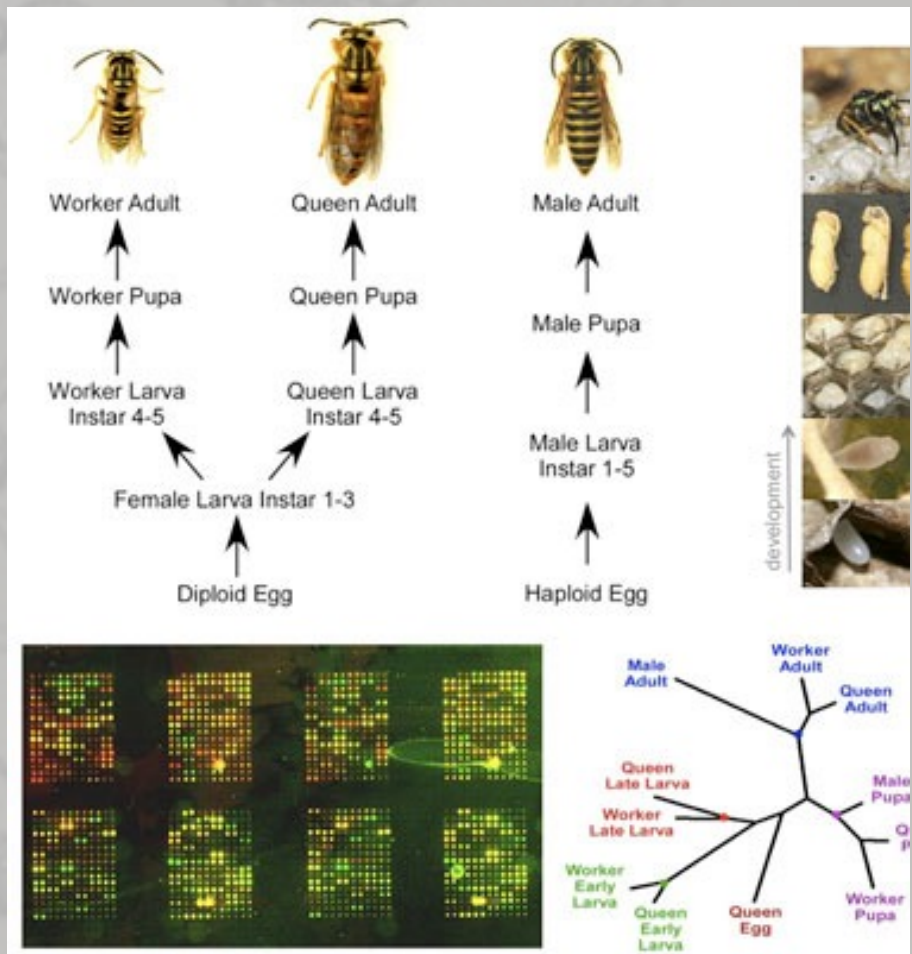 Worker Adult
Queen Adult
Male Adult
Worker Pupa
Queen Pupa
Male Pupa
Worker Larva
Instar 4-5
Queen Larva
Instar 4-5
Male Larva
Instar 1-5
Female Larva Instar 1-3
Diploid Egg
Haploid Egg
development
Male
Adult
Worker
Adult
Queen
Adult
Queen
Late Larva
Worker
Late Larva
Male
Pupa
Worker
Early
Larva
Queen
Early
Larva
Queen
Egg
Worker
Pupa